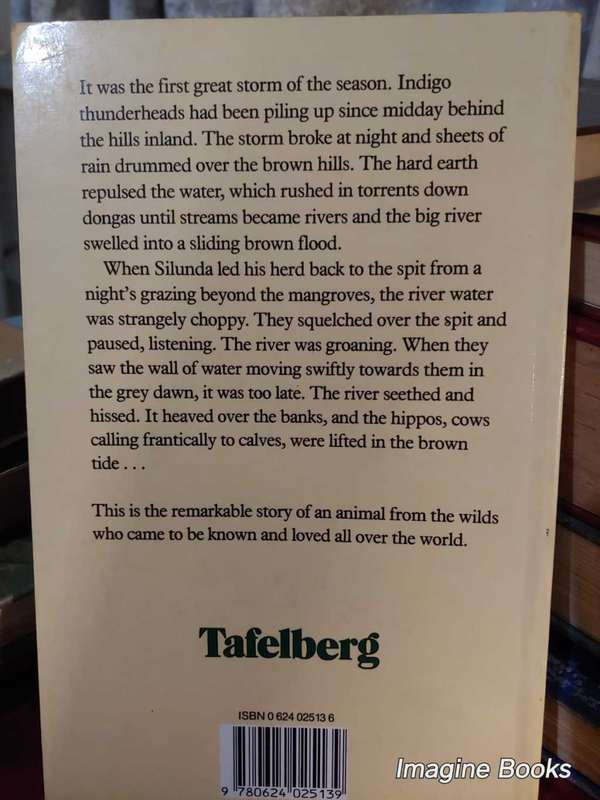 It was the first great storm of the season. Indigo
thunderheads had been piling up since midday behind
the hills inland. The storm broke at night and sheets of
rain drummed over the brown hills. The hard earth
repulsed the water, which rushed in torrents down
dongas until streams became rivers and the big river
swelled into a sliding brown flood.
When Silunda led his herd back to the spit from a
night's grazing beyond the mangroves, the river water
was strangely choppy. They squelched over the spit and
paused, listening. The river was groaning. When they
saw the wall of water moving swiftly towards them in
the grey dawn, it was too late. The river seethed and
hissed. It heaved over the banks, and the hippos, cows
calling frantically to calves, were lifted in the brown
tide . . .
This is the remarkable story of an animal from the wilds
who came to be known and loved all over the world.
Tafelberg
ISBN 0 624 02513 6
9 780624 025139
Imagine Books